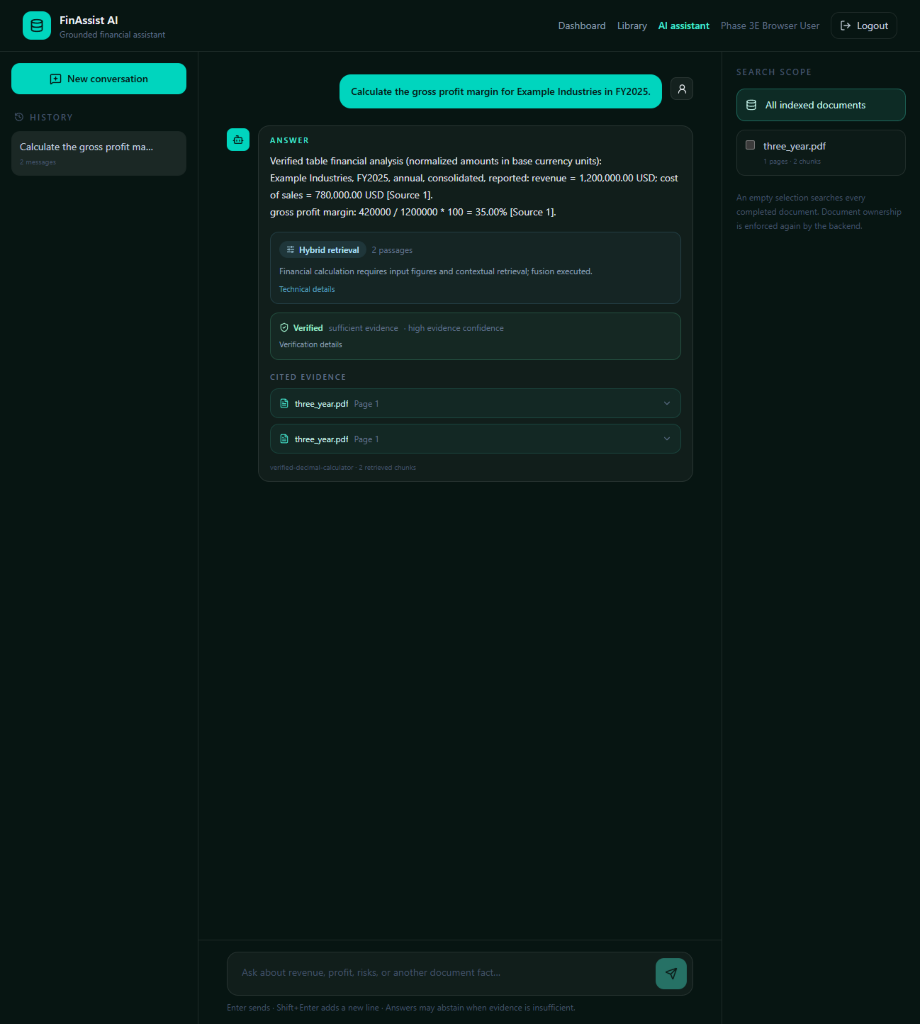 FinAssist AI
Grounded financial assistant
Dashboard
Library
AI assistant
Phase 3E Browser User
Logout
New conversation
HISTORY
Calculate the gross profit ma...
2 messages
Calculate the gross profit margin for Example Industries in FY2025.
ANSWER
Verified table financial analysis (normalized amounts in base currency units):
Example Industries, FY2025, annual, consolidated, reported: revenue = 1,200,000.00 USD; cost
of sales = 780,000.00 USD [Source 1].
gross profit margin: 420000 / 1200000 * 100 = 35.00% [Source 1].
Hybrid retrieval 2 passages
Financial calculation requires input figures and contextual retrieval; fusion executed.
Technical details
Verified sufficient evidence · high evidence confidence
Verification details
CITED EVIDENCE
three_year.pdf Page 1
three_year.pdf Page 1
verified-decimal-calculator · 2 retrieved chunks
SEARCH SCOPE
All indexed documents
three_year.pdf
1 pages · 2 chunks
An empty selection searches every
completed document. Document ownership
is enforced again by the backend.
Ask about revenue, profit, risks, or another document fact...
Enter sends · Shift+Enter adds a new line · Answers may abstain when evidence is insufficient.